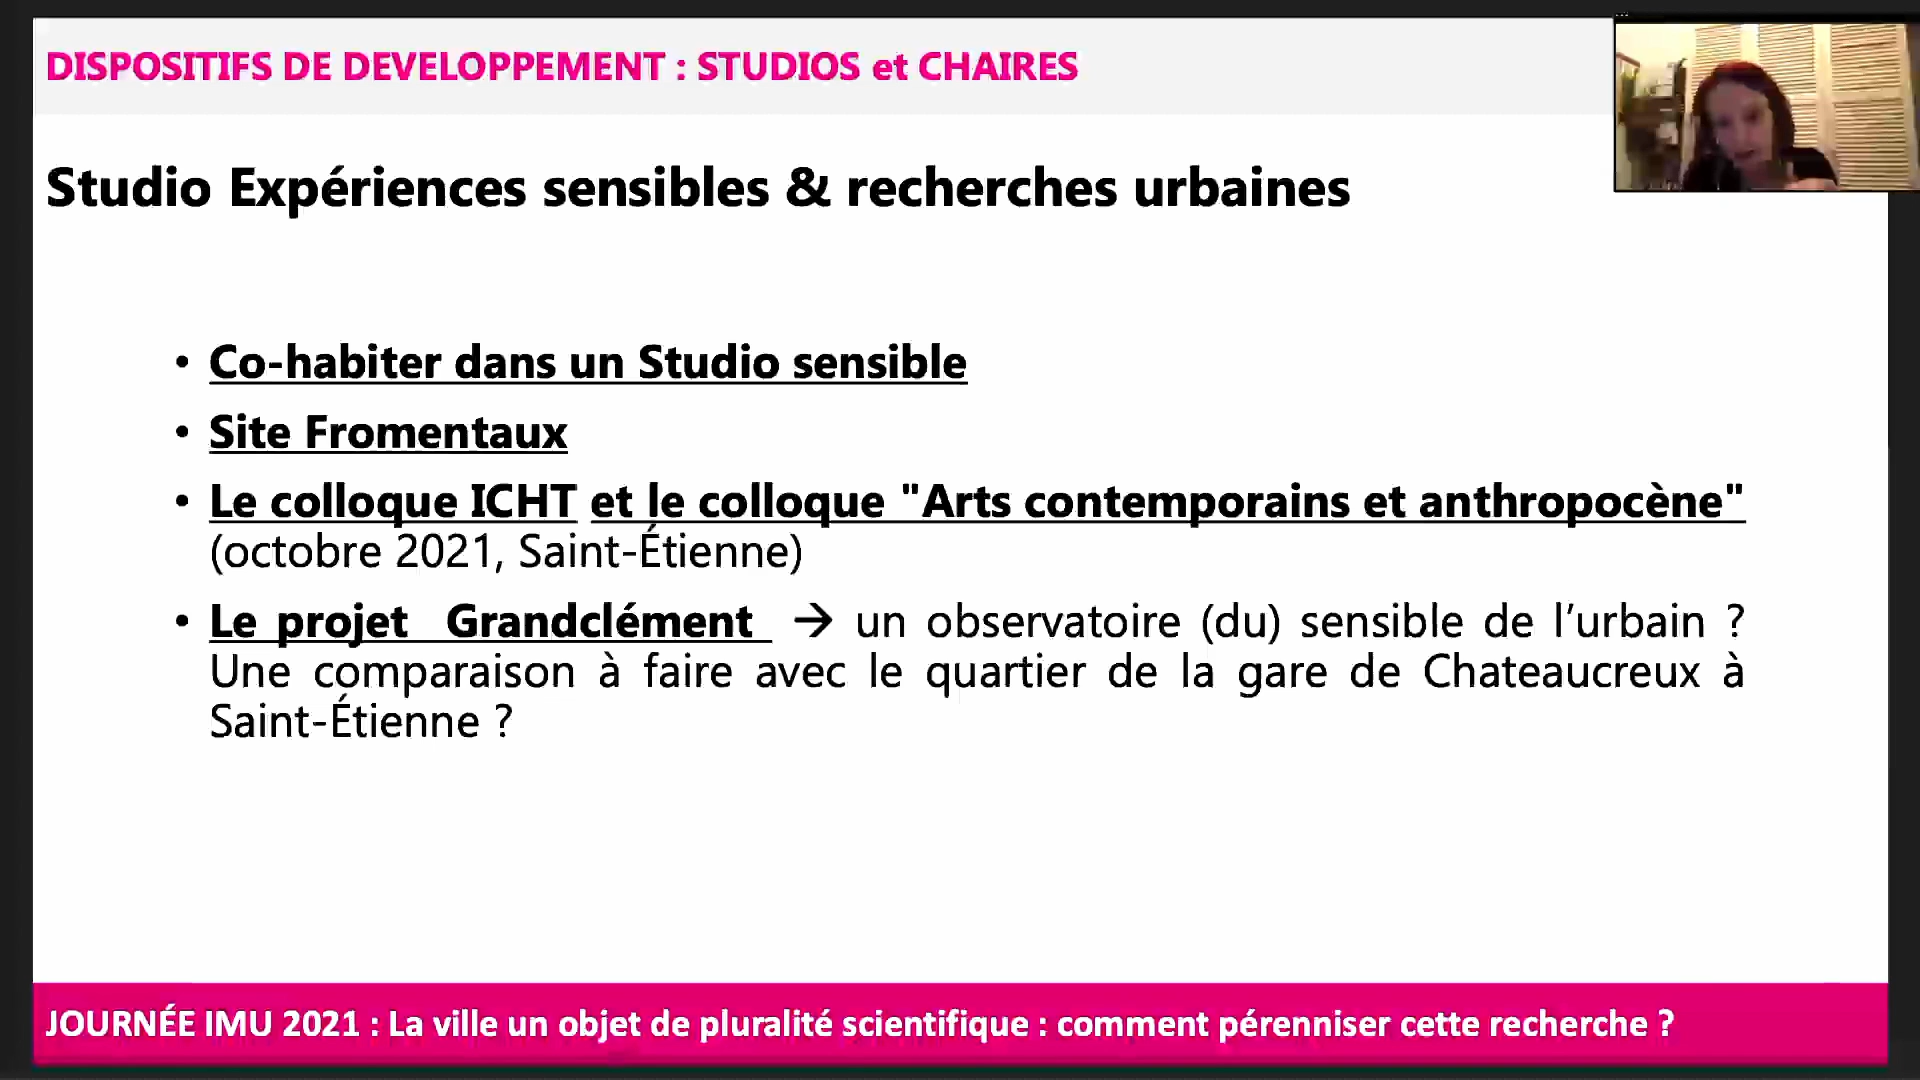 DISPOSITIFS DE DEVELOPPEMENT : STUDIOS et CHAIRES
Studio Expériences sensibles & recherches urbaines
• Co-habiter dans un Studio sensible
• Site Fromentaux
• Le colloque ICHT et le colloque "Arts contemporains et anthropocène"
(octobre 2021, Saint-Étienne)
• Le projet Grandclément → un observatoire (du) sensible de l’urbain ?
Une comparaison à faire avec le quartier de la gare de Chateaucreux à
Saint-Étienne ?
JOURNÉE IMU 2021 : La ville un objet de pluralité scientifique : comment pérenniser cette recherche ?